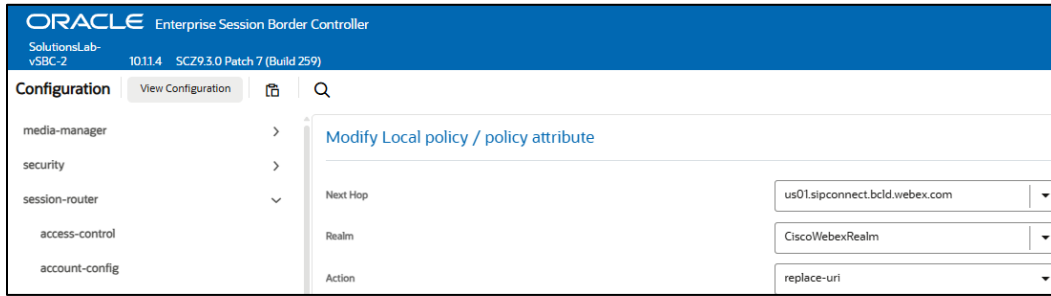 ORACLE Enterprise Session Border Controller
SolutionsLab-
vSBC-2 10.1.1.4 SCZ9.3.0 Patch 7 (Build 259)
Configuration View Configuration
media-manager
Modify Local policy / policy attribute
security
session-router
Next Hop us01.sipconnect.bcld.webex.com
access-control
Realm CiscoWebexRealm
account-config
Action replace-uri